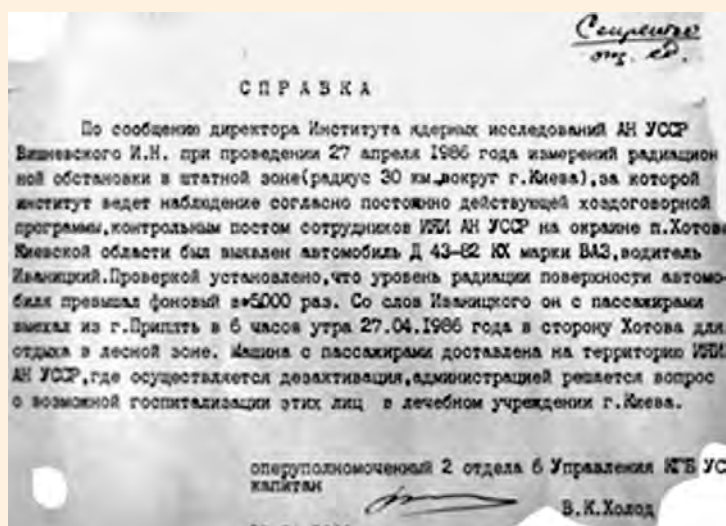 Секретно
экз. ед.
СПРАВКА
По сообщению директора Института ядерных исследований АН УССР
Вишневского И.Н. при проведении 27 апреля 1986 года измерений радиацион
ной обстановки в штатной зоне(радиус 30 км.вокруг г.Киева),за которой
институт ведет наблюдение согласно постоянно действующей хоздоговорной
программы,контрольным постом сотрудников ИЯИ АН УССР на окраине п.Хотова
Киевской области был выявлен автомобиль Д 43-82 КХ марки ВАЗ,водитель
Иваницкий.Проверкой установлено,что уровень радиации поверхности автомо-
биля превышал фоновый в 5000 раз. Со слов Иваницкого он с пассажирами
выехал из г.Припять в 6 часов утра 27.04.1986 года в сторону Хотова для
отдыха в лесной зоне. Машина с пассажирами доставлена на территорию ИЯИ
АН УССР,где осуществляется дезактивация,администрацией решается вопрос
о возможной госпитализации этих лиц в лечебном учреждении г.Киева.
оперуполномоченный 2 отдела 6 Управления КГБ УС
капитан
В.К.Холод